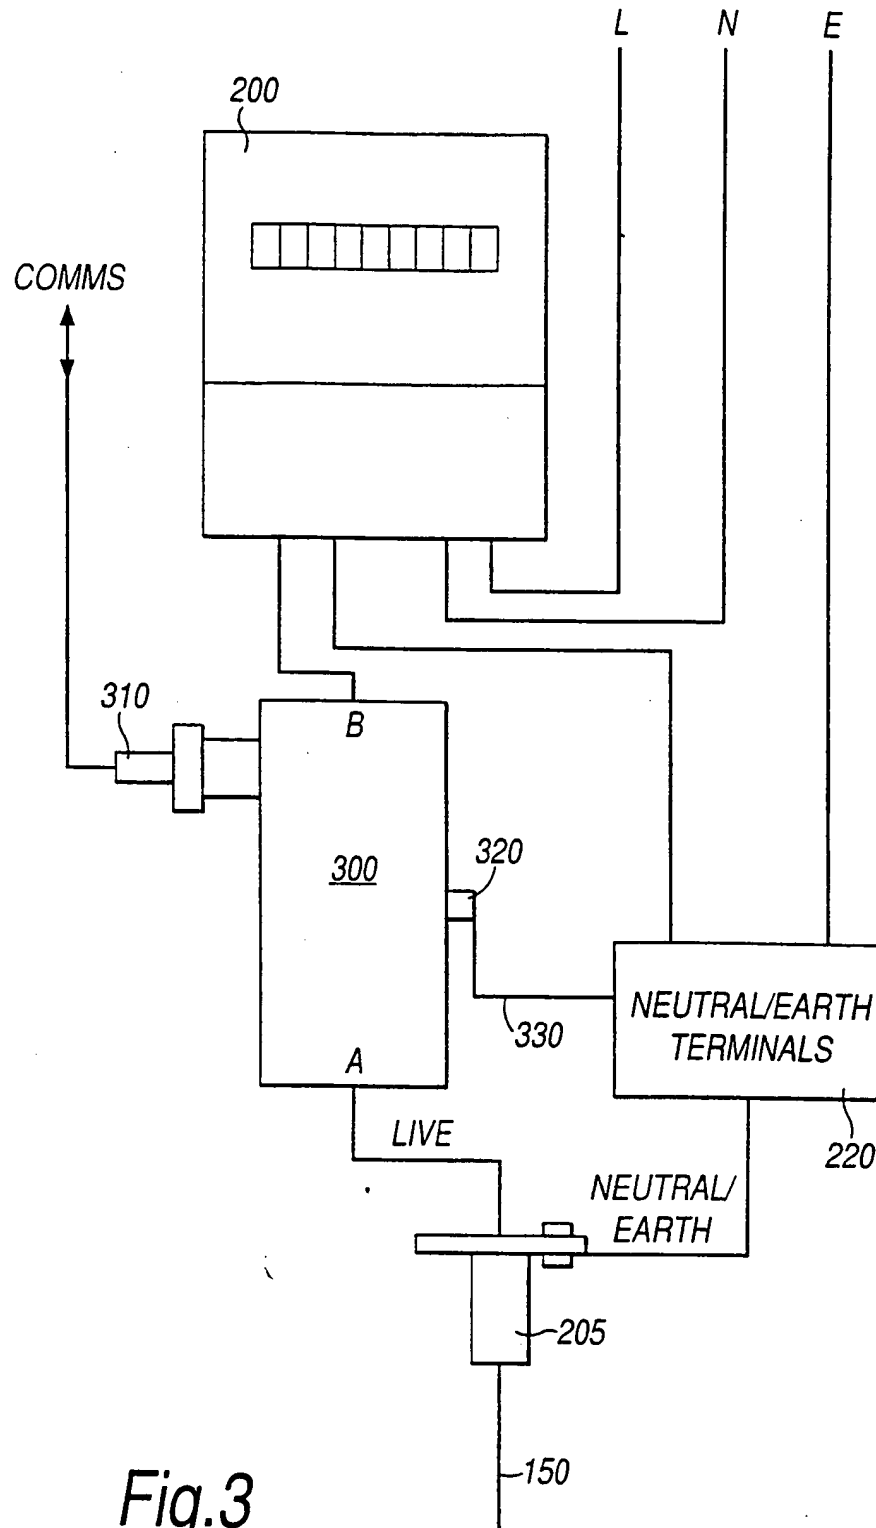 L N E
200
COMMS
310
B
300
320
NEUTRAL/EARTH
TERMINALS
330
A
220
LIVE
NEUTRAL/
EARTH
205
150
Fig.3